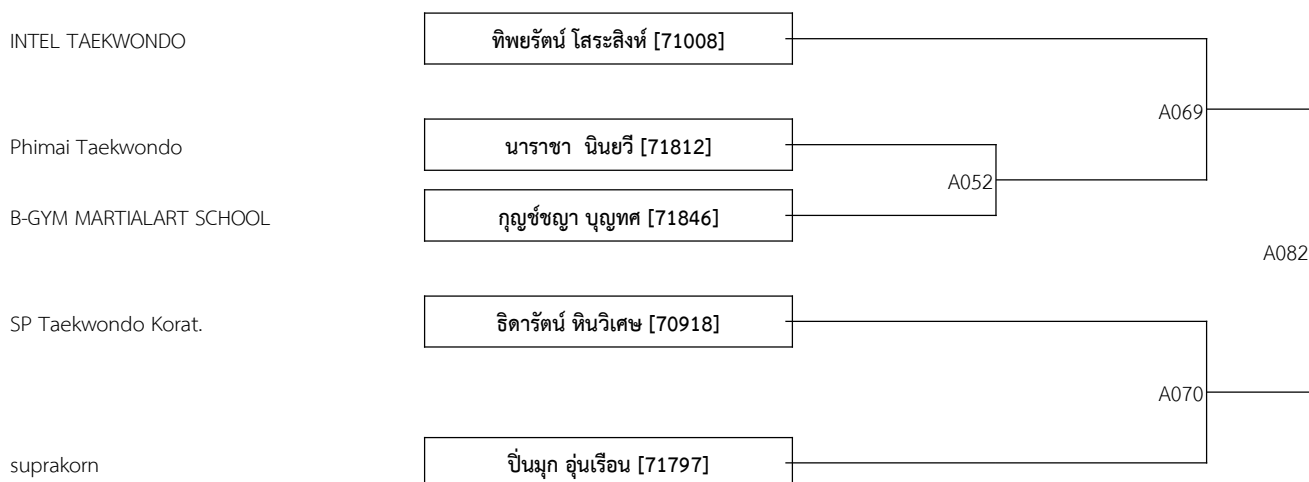 INTEL TAEKWONDO ทิพยรัตน์ โสระสิงห์ [71008]
A069
Phimai Taekwondo นาราชา นินยวี [71812]
A052
B-GYM MARTIALART SCHOOL กุญช์ชญา บุญทศ [71846]
A082
SP Taekwondo Korat. ธิดารัตน์ หินวิเศษ [70918]
A070
suprakorn ปิ่นมุก อุ่นเรือน [71797]